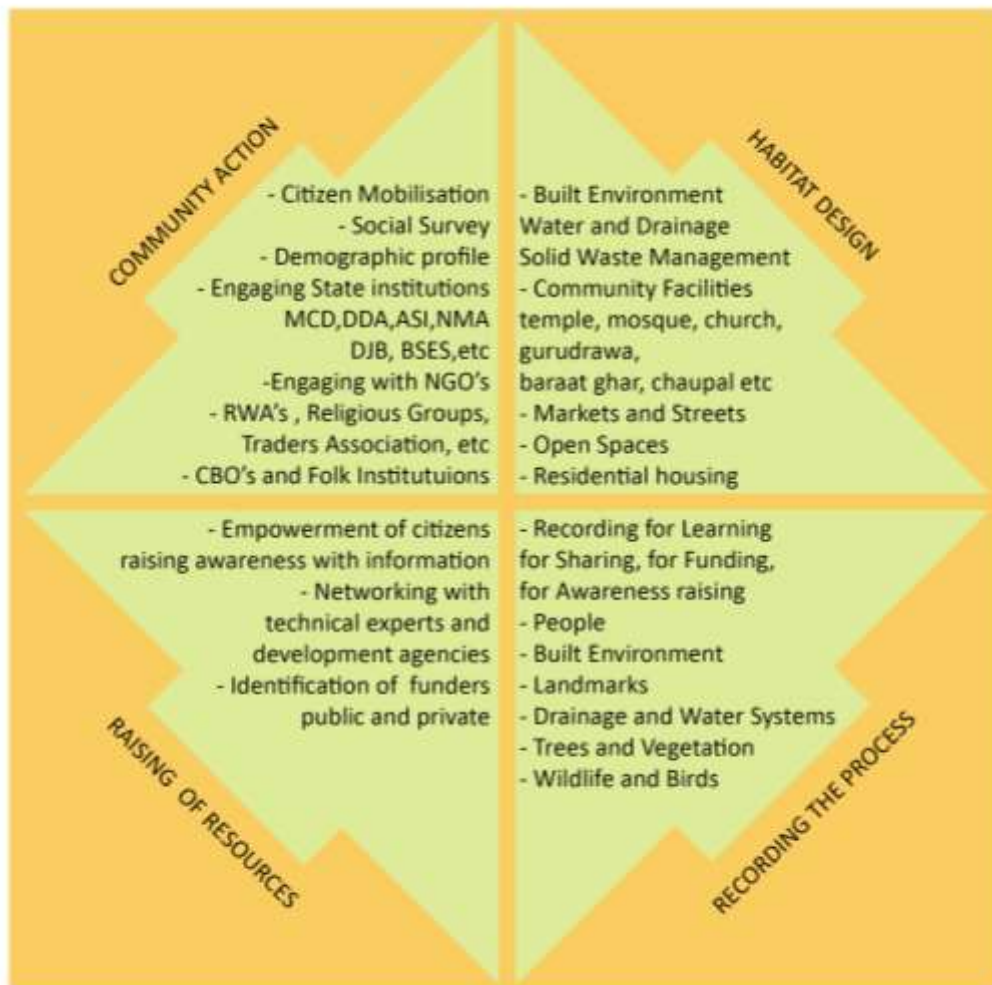 COMMUNITY ACTION
- Citizen Mobilisation
- Social Survey
- Demographic profile
- Engaging State institutions
MCD,DDA,ASI,NMA
DJB, BSES,etc
-Engaging with NGO's
- RWA's , Religious Groups,
Traders Association, etc
- CBO's and Folk Institutuions
HABITAT DESIGN
- Built Environment
Water and Drainage
Solid Waste Management
- Community Facilities
temple, mosque, church,
gurudrawa,
baraat ghar, chaupal etc
- Markets and Streets
- Open Spaces
- Residential housing
RAISING OF RESOURCES
- Empowerment of citizens
raising awareness with information
- Networking with
technical experts and
development agencies
- Identification of funders
public and private
RECORDING THE PROCESS
- Recording for Learning
for Sharing, for Funding,
for Awareness raising
- People
- Built Environment
- Landmarks
- Drainage and Water Systems
- Trees and Vegetation
- Wildlife and Birds